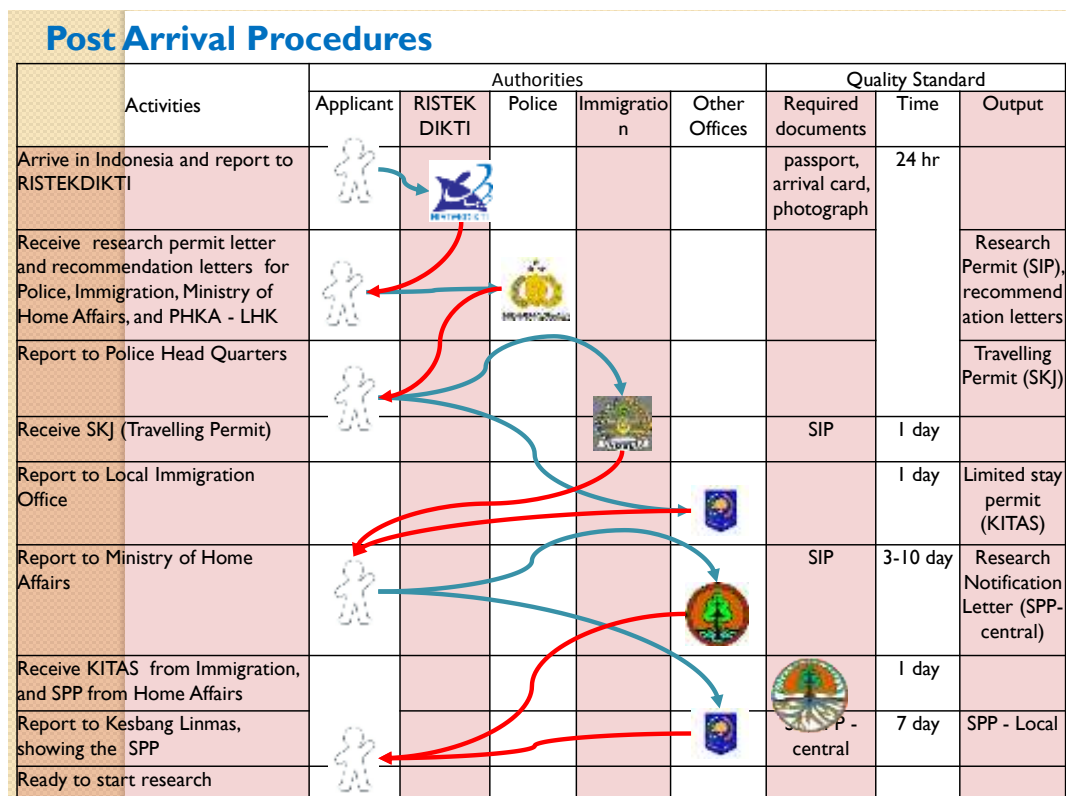 Post Arrival Procedures
Activities
Authorities
Quality Standard
Applicant
RISTEK
DIKTI
Police
Immigratio
n
Other
Offices
Required
documents
Time
Output
Arrive in Indonesia and report to
RISTEKDIKTI
passport,
arrival card,
photograph
24 hr
Receive research permit letter
and recommendation letters for
Police, Immigration, Ministry of
Home Affairs, and PHKA - LHK
Research
Permit (SIP),
recommend
ation letters
Report to Police Head Quarters
Travelling
Permit (SKJ)
Receive SKJ (Travelling Permit)
SIP
1 day
Report to Local Immigration
Office
1 day
Limited stay
permit
(KITAS)
Report to Ministry of Home
Affairs
SIP
3-10 day
Research
Notification
Letter (SPP-
central)
Receive KITAS from Immigration,
and SPP from Home Affairs
1 day
Report to Kesbang Linmas,
showing the SPP
central
7 day
SPP - Local
Ready to start research